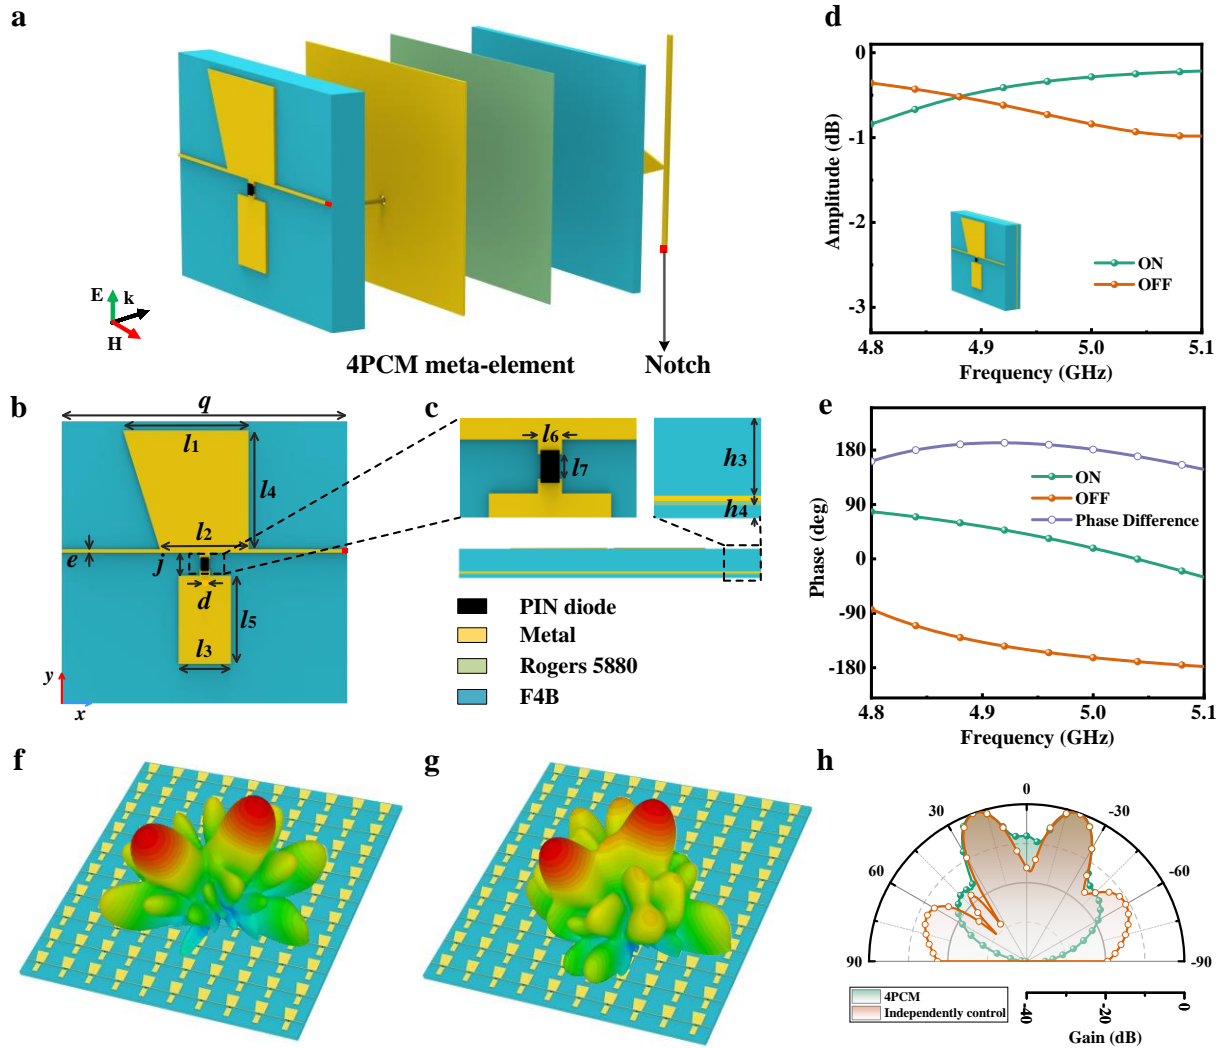 a
E
k
H
4PCM meta-element
Notch
d
Amplitude (dB)
0
-1
-2
-3
ON
OFF
4.8
4.9
5.0
5.1
Frequency (GHz)
b
q
l1
l4
l2
e
j
d
l5
l3
y
x
c
l6
l7
h3
h4
PIN diode
Metal
Rogers 5880
F4B
e
Phase (deg)
180
90
0
-90
-180
ON
OFF
Phase Difference
4.8
4.9
5.0
5.1
Frequency (GHz)
f
g
h
0
30
-30
60
-60
90
-90
4PCM
Independently control
-40
-20
0
Gain (dB)